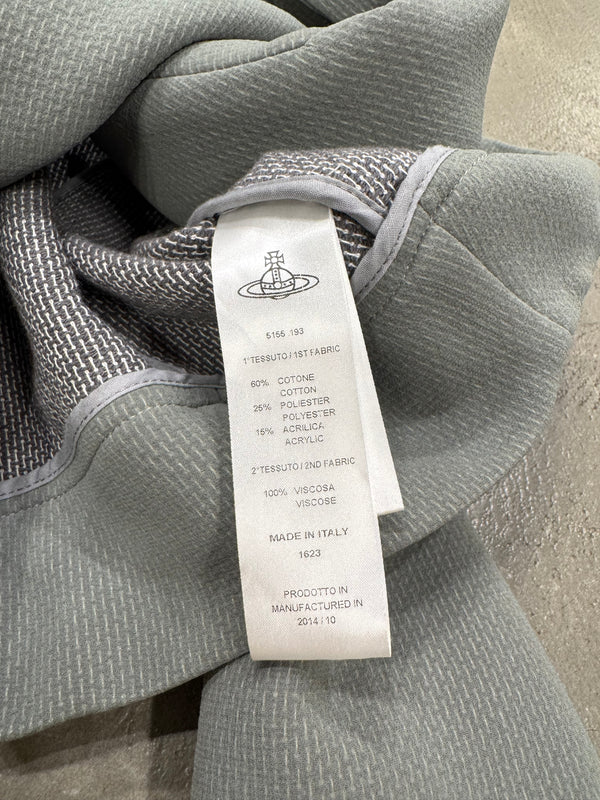 5155 .193
1°TESSUTO / 1ST FABRIC
60% COTONE
COTTON
25% POLIESTER
POLYESTER
15% ACRILICA
ACRYLIC
2°TESSUTO / 2ND FABRIC
100% VISCOSA
VISCOSE
MADE IN ITALY
1623
PRODOTTO IN
MANUFACTURED IN
2014 / 10